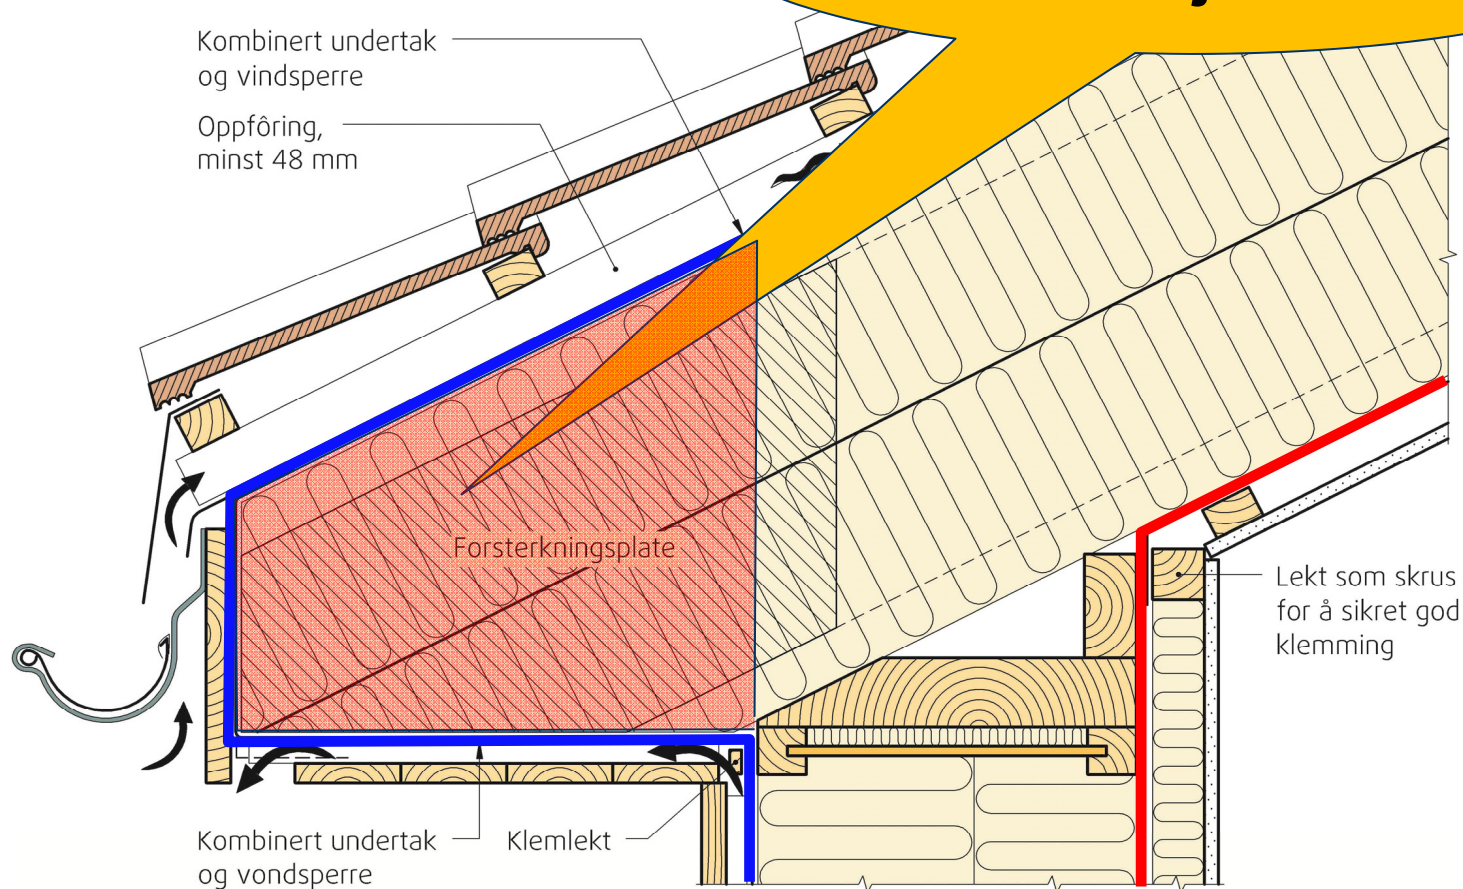 Kombinert undertak
og vindsperre
Oppfôring,
minst 48 mm
Forsterkningsplate
Lekt som skrus
for å sikret god
klemming
Kombinert undertak
og vondsperre
Klemlekt